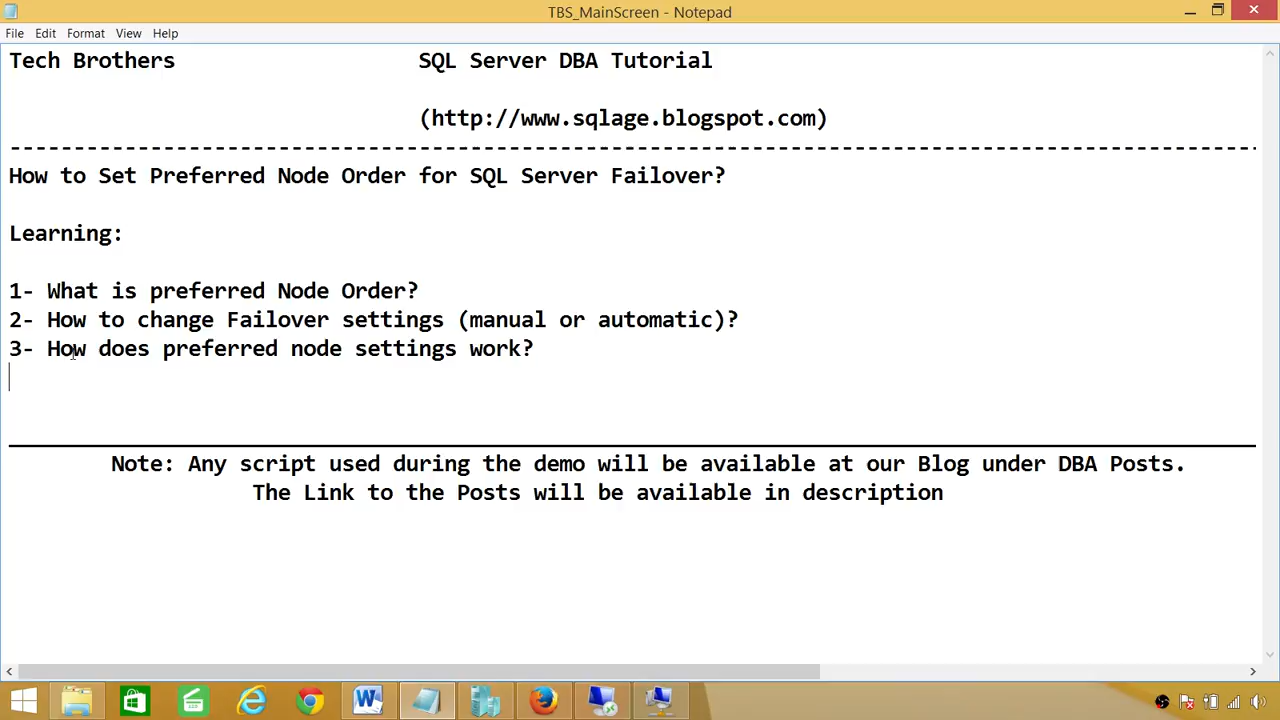 TBS_MainScreen - Notepad
File Edit Format View Help
Tech Brothers SQL Server DBA Tutorial
(http://www.sqlage.blogspot.com)
--------------------------------------------------------------------------------------------------
How to Set Preferred Node Order for SQL Server Failover?
Learning:
1- What is preferred Node Order?
2- How to change Failover settings (manual or automatic)?
3- How does preferred node settings work?
Note: Any script used during the demo will be available at our Blog under DBA Posts.
The Link to the Posts will be available in description